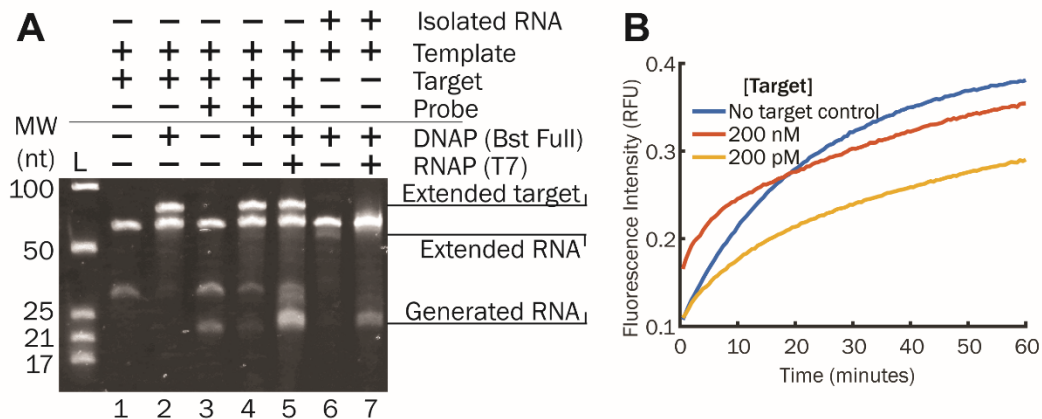 A
− − − − − + + Isolated RNA
+ + + + + + + Template
+ + + + + − − Target
− − + + + − − Probe
MW
(nt)
− + − + + + + DNAP (Bst Full)
L − − − − + − + RNAP (T7)
100
50
25
21
17
Extended target
Extended RNA
Generated RNA
1 2 3 4 5 6 7
B
Fluorescence Intensity (RFU)
0.4
0.3
0.2
0.1
[Target]
No target control
200 nM
200 pM
0 10 20 30 40 50 60
Time (minutes)